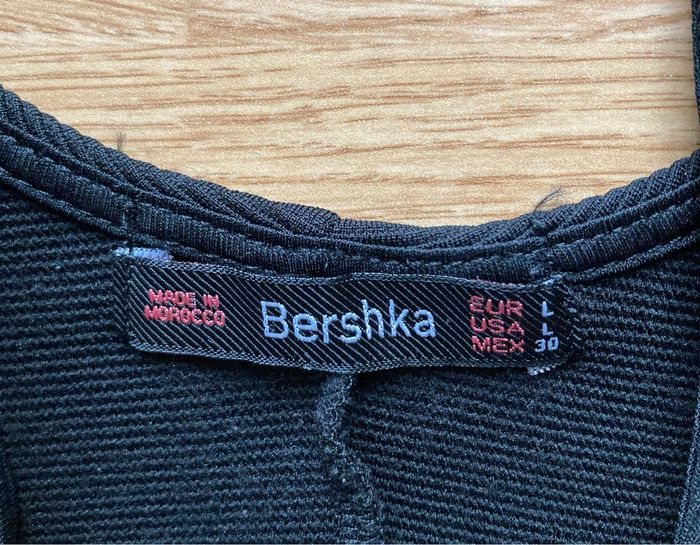 MADE IN
MOROCCO
Bershka
EUR L
USA L
MEX 30